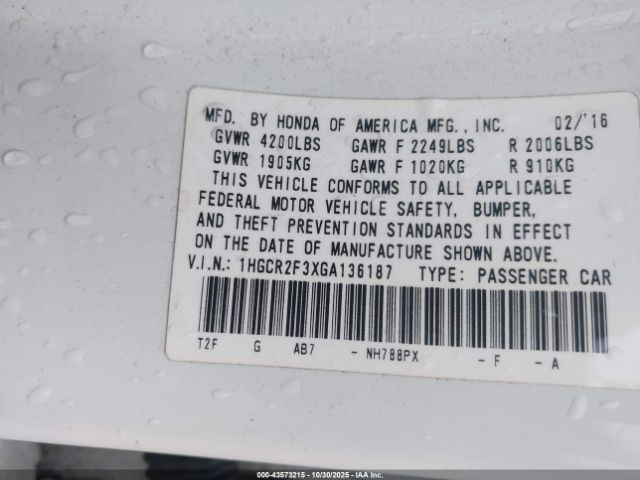 MFD. BY HONDA OF AMERICA MFG., INC. 02/'16
GVWR 4200LBS GAWR F 2249LBS R 2006LBS
GVWR 1905KG GAWR F 1020KG R 910KG
THIS VEHICLE CONFORMS TO ALL APPLICABLE
FEDERAL MOTOR VEHICLE SAFETY, BUMPER,
AND THEFT PREVENTION STANDARDS IN EFFECT
ON THE DATE OF MANUFACTURE SHOWN ABOVE.
V.I.N.: 1HGCR2F3XGA136187 TYPE: PASSENGER CAR
T2F G AB7 - NH788PX - F - A
000-43573215 - 10/30/2025 - IAA Inc.